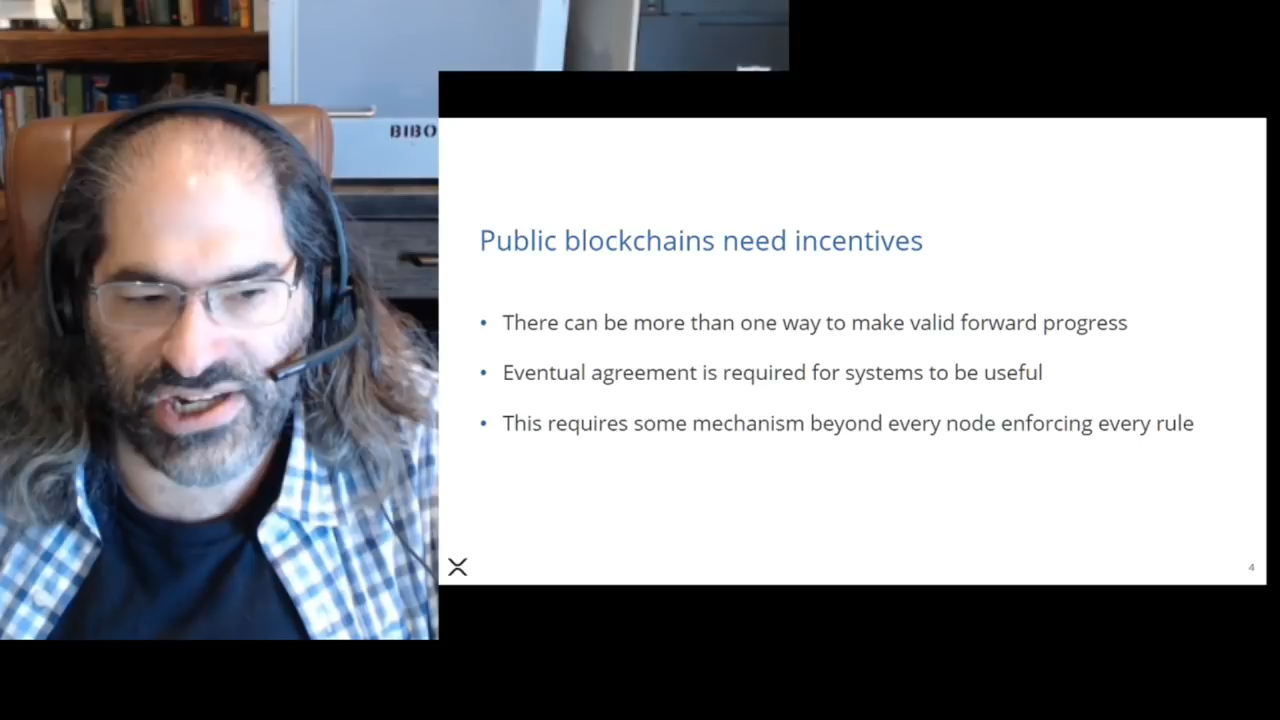 BIBO
Public blockchains need incentives
• There can be more than one way to make valid forward progress
• Eventual agreement is required for systems to be useful
• This requires some mechanism beyond every node enforcing every rule
4